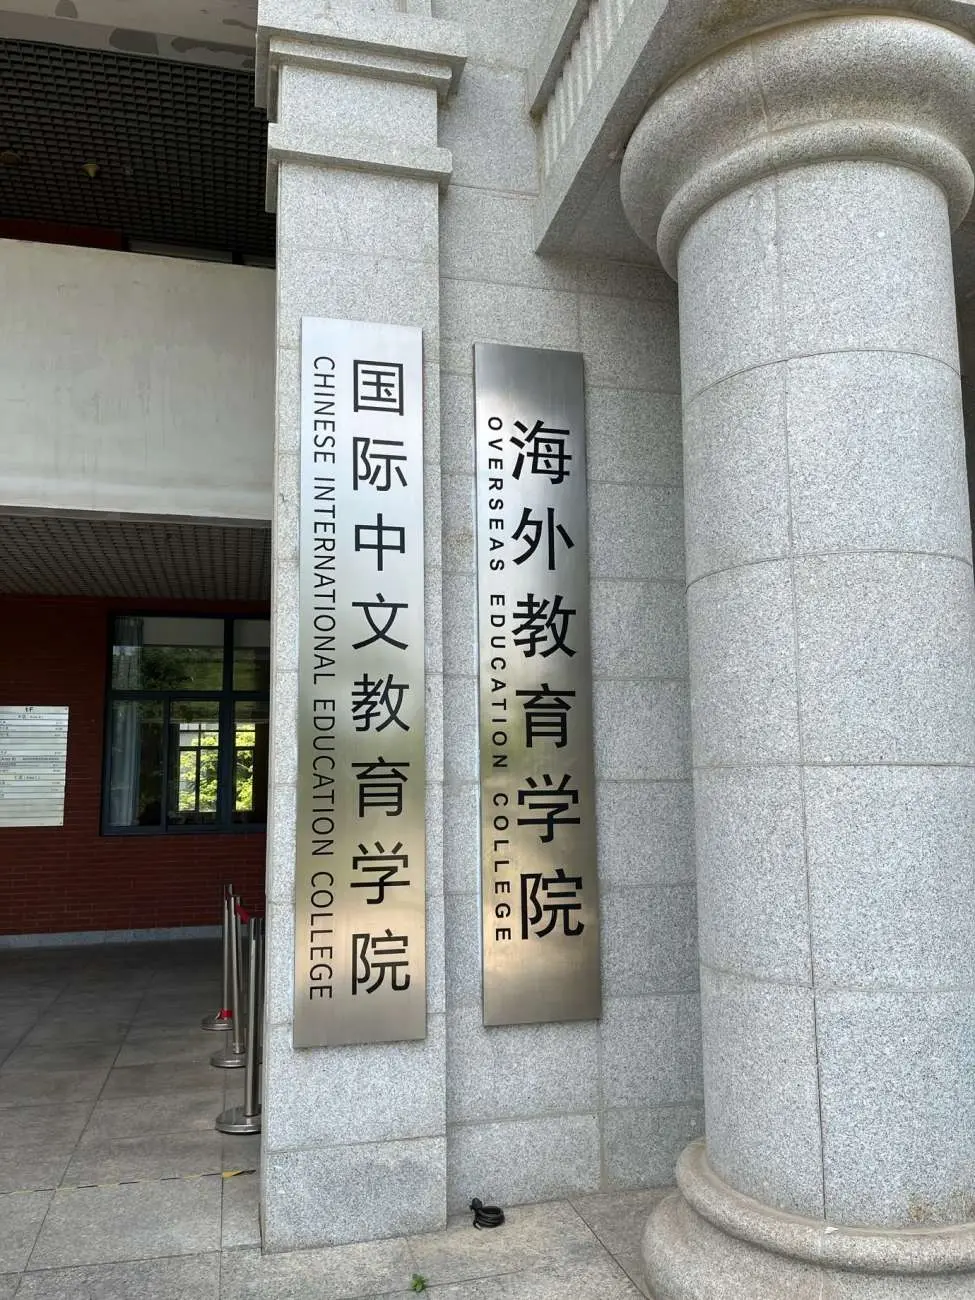 国际中文教育学院
CHINESE INTERNATIONAL EDUCATION COLLEGE
海外教育学院
OVERSEAS EDUCATION COLLEGE
1F